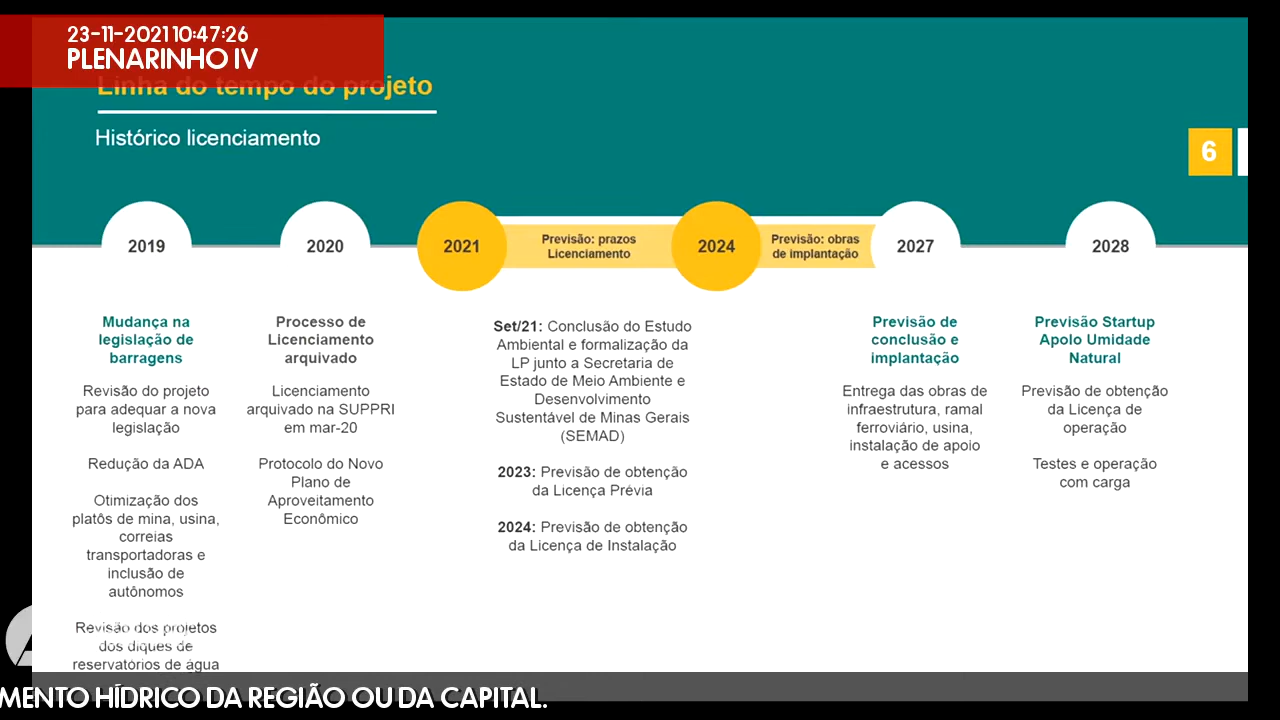 23-11-2021 10:47:26
PLENARINHO IV
Linha do tempo do projeto
Histórico licenciamento
6
2019
2020
2021
Previsão: prazos
Licenciamento
2024
Previsão: obras
de implantação
2027
2028
Mudança na
legislação de
barragens
Revisão do projeto
para adequar a nova
legislação
Redução da ADA
Otimização dos
platôs de mina, usina,
correias
transportadoras e
inclusão de
autônomos
Revisão dos projetos
dos diques de
reservatórios de água
Processo de
Licenciamento
arquivado
Licenciamento
arquivado na SUPPRI
em mar-20
Protocolo do Novo
Plano de
Aproveitamento
Econômico
Set/21: Conclusão do Estudo
Ambiental e formalização da
LP junto a Secretaria de
Estado de Meio Ambiente e
Desenvolvimento
Sustentável de Minas Gerais
(SEMAD)
2023: Previsão de obtenção
da Licença Prévia
2024: Previsão de obtenção
da Licença de Instalação
Previsão de
conclusão e
implantação
Entrega das obras de
infraestrutura, ramal
ferroviário, usina,
instalação de apoio
e acessos
Previsão Startup
Apolo Umidade
Natural
Previsão de obtenção
da Licença de
operação
Testes e operação
com carga
MENTO HÍDRICO DA REGIÃO OU DA CAPITAL.